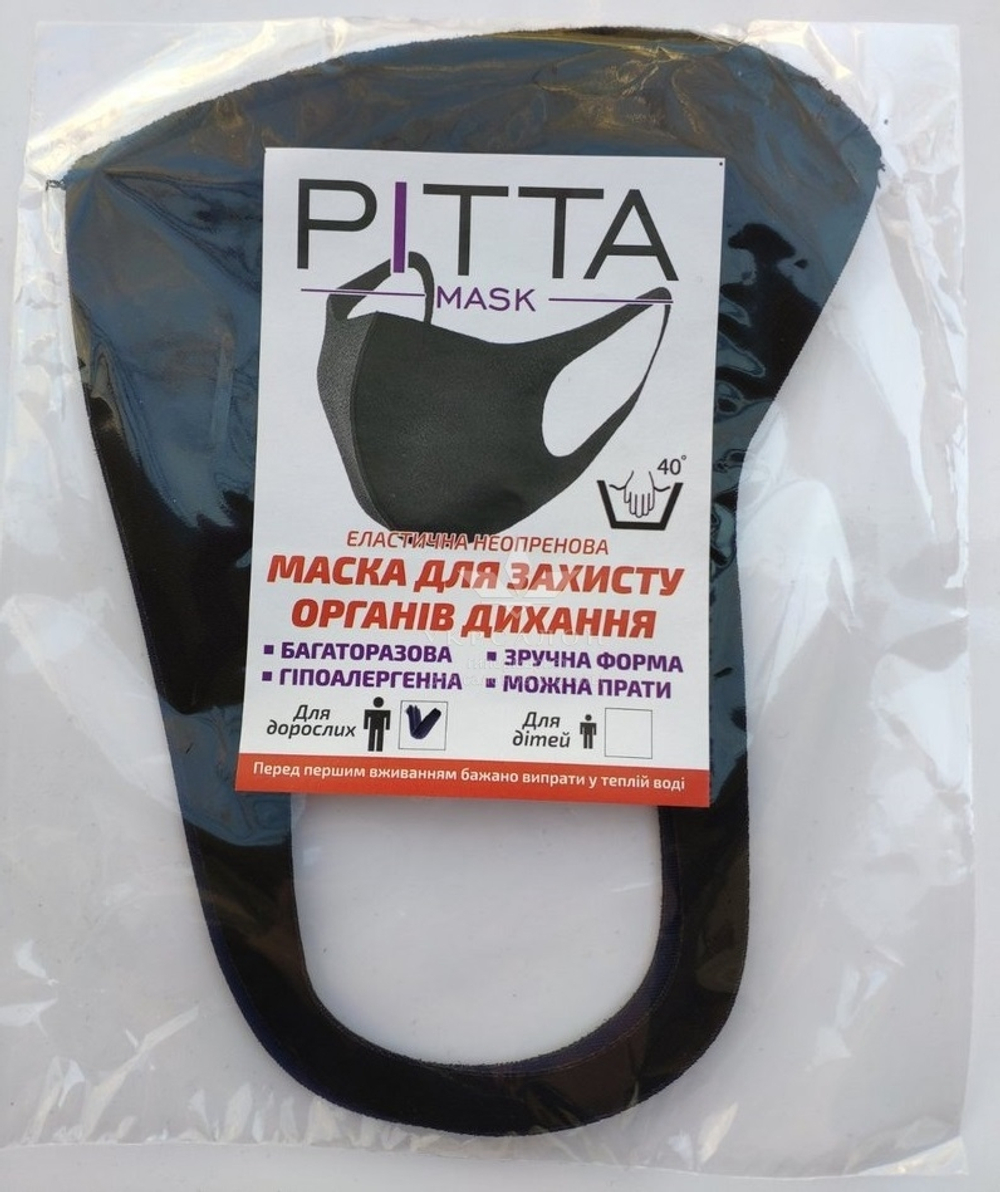 PITTA
MASK
40°
ЕЛАСТИЧНА НЕОПРЕНОВА
МАСКА ДЛЯ ЗАХИСТУ
ОРГАНІВ ДИХАННЯ
▪ БАГАТОРАЗОВА ▪ ЗРУЧНА ФОРМА
▪ ГІПОАЛЕРГЕННА ▪ МОЖНА ПРАТИ
Для дорослих
Для дітей
Перед першим вживанням бажано випрати у теплій воді